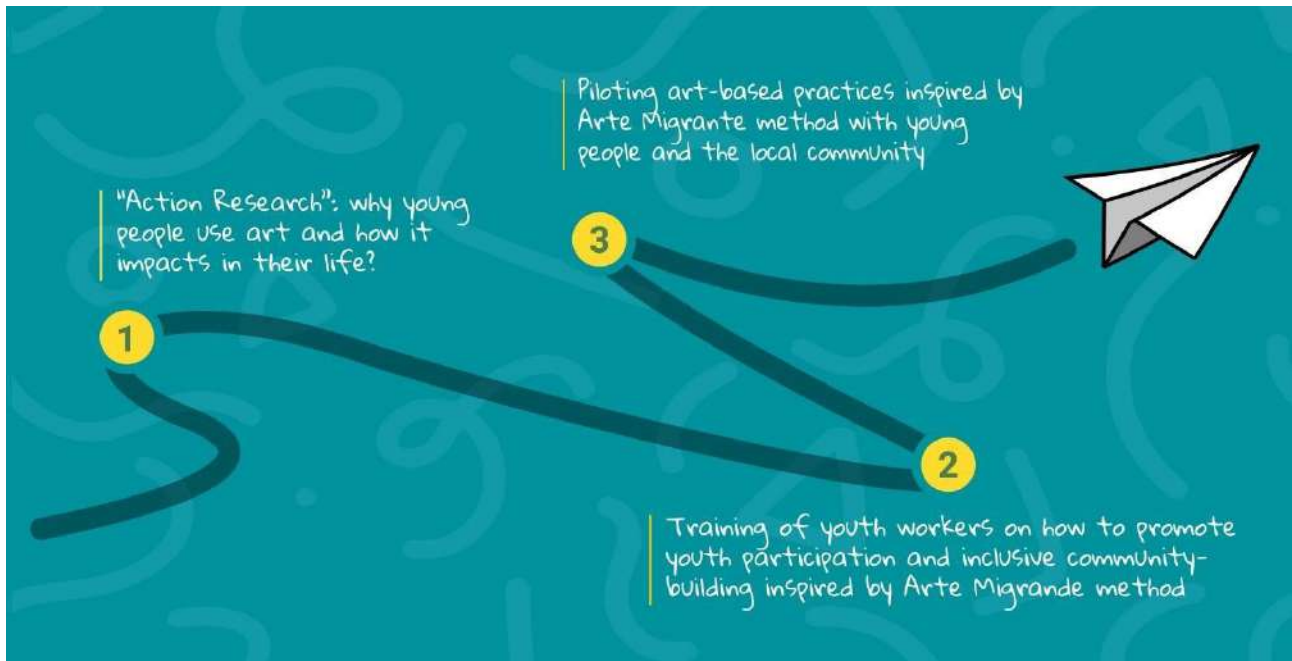 1
"Action Research": why young
people use art and how it
impacts in their life?
2
Training of youth workers on how to promote
youth participation and inclusive community-
building inspired by Arte Migrande method
3
Piloting art-based practices inspired by
Arte Migrante method with young
people and the local community